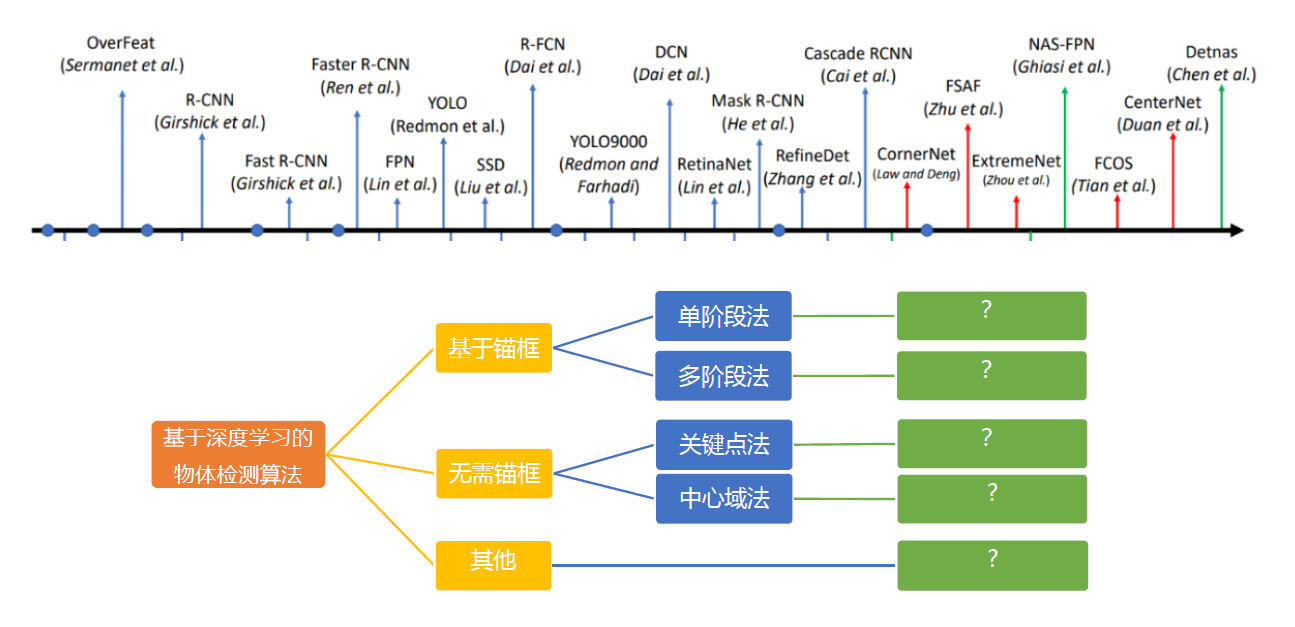 OverFeat
(Sermanet et al.)
R-CNN
(Girshick et al.)
Fast R-CNN
(Girshick et al.)
Faster R-CNN
(Ren et al.)
FPN
(Lin et al.)
YOLO
(Redmon et al.)
SSD
(Liu et al.)
R-FCN
(Dai et al.)
YOLO9000
(Redmon and
Farhadi)
DCN
(Dai et al.)
RetinaNet
(Lin et al.)
Mask R-CNN
(He et al.)
RefineDet
(Zhang et al.)
Cascade RCNN
(Cai et al.)
CornerNet
(Law and Deng)
FSAF
(Zhu et al.)
ExtremeNet
(Zhou et al.)
NAS-FPN
(Ghiasi et al.)
FCOS
(Tian et al.)
CenterNet
(Duan et al.)
Detnas
(Chen et al.)
基于深度学习的
物体检测算法
基于锚框
单阶段法
?
多阶段法
?
无需锚框
关键点法
?
中心域法
?
其他
?